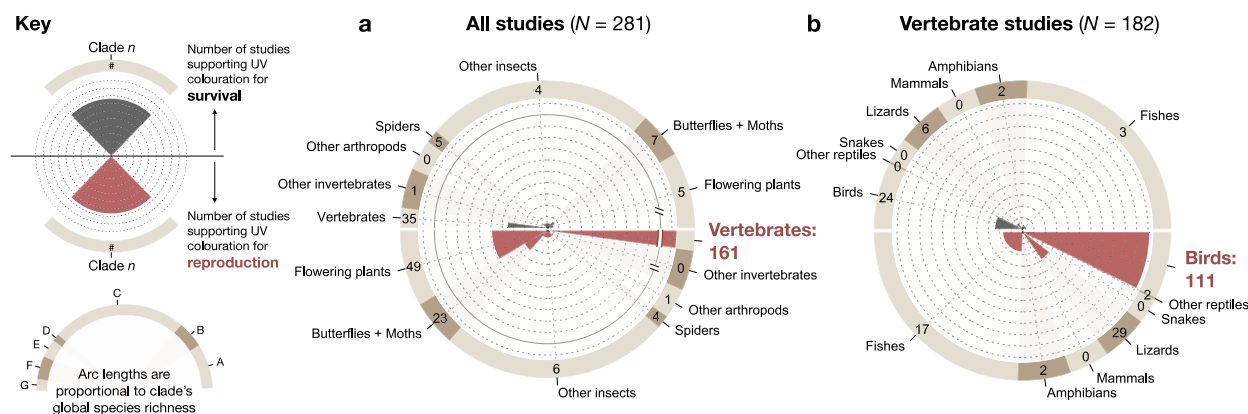 Key
Clade n
#
Number of studies
supporting UV
colouration for
survival
Number of studies
supporting UV
colouration for
reproduction
#
Clade n
C
D
B
E
F
A
G
Arc lengths are
proportional to clade's
global species richness
a
All studies (N = 281)
Other insects
4
Spiders
5
Butterflies + Moths
7
Other arthropods
0
Other invertebrates
1
Flowering plants
5
Vertebrates
35
Vertebrates:
161
Flowering plants
49
0
Other invertebrates
1
Other arthropods
Butterflies + Moths
23
4
Spiders
6
Other insects
b
Vertebrate studies (N = 182)
Amphibians
2
Mammals
0
Lizards
6
Fishes
3
Snakes
0
Other reptiles
0
Birds
24
Birds:
111
2
Other reptiles
0
Snakes
Fishes
17
29
Lizards
0
Mammals
2
Amphibians